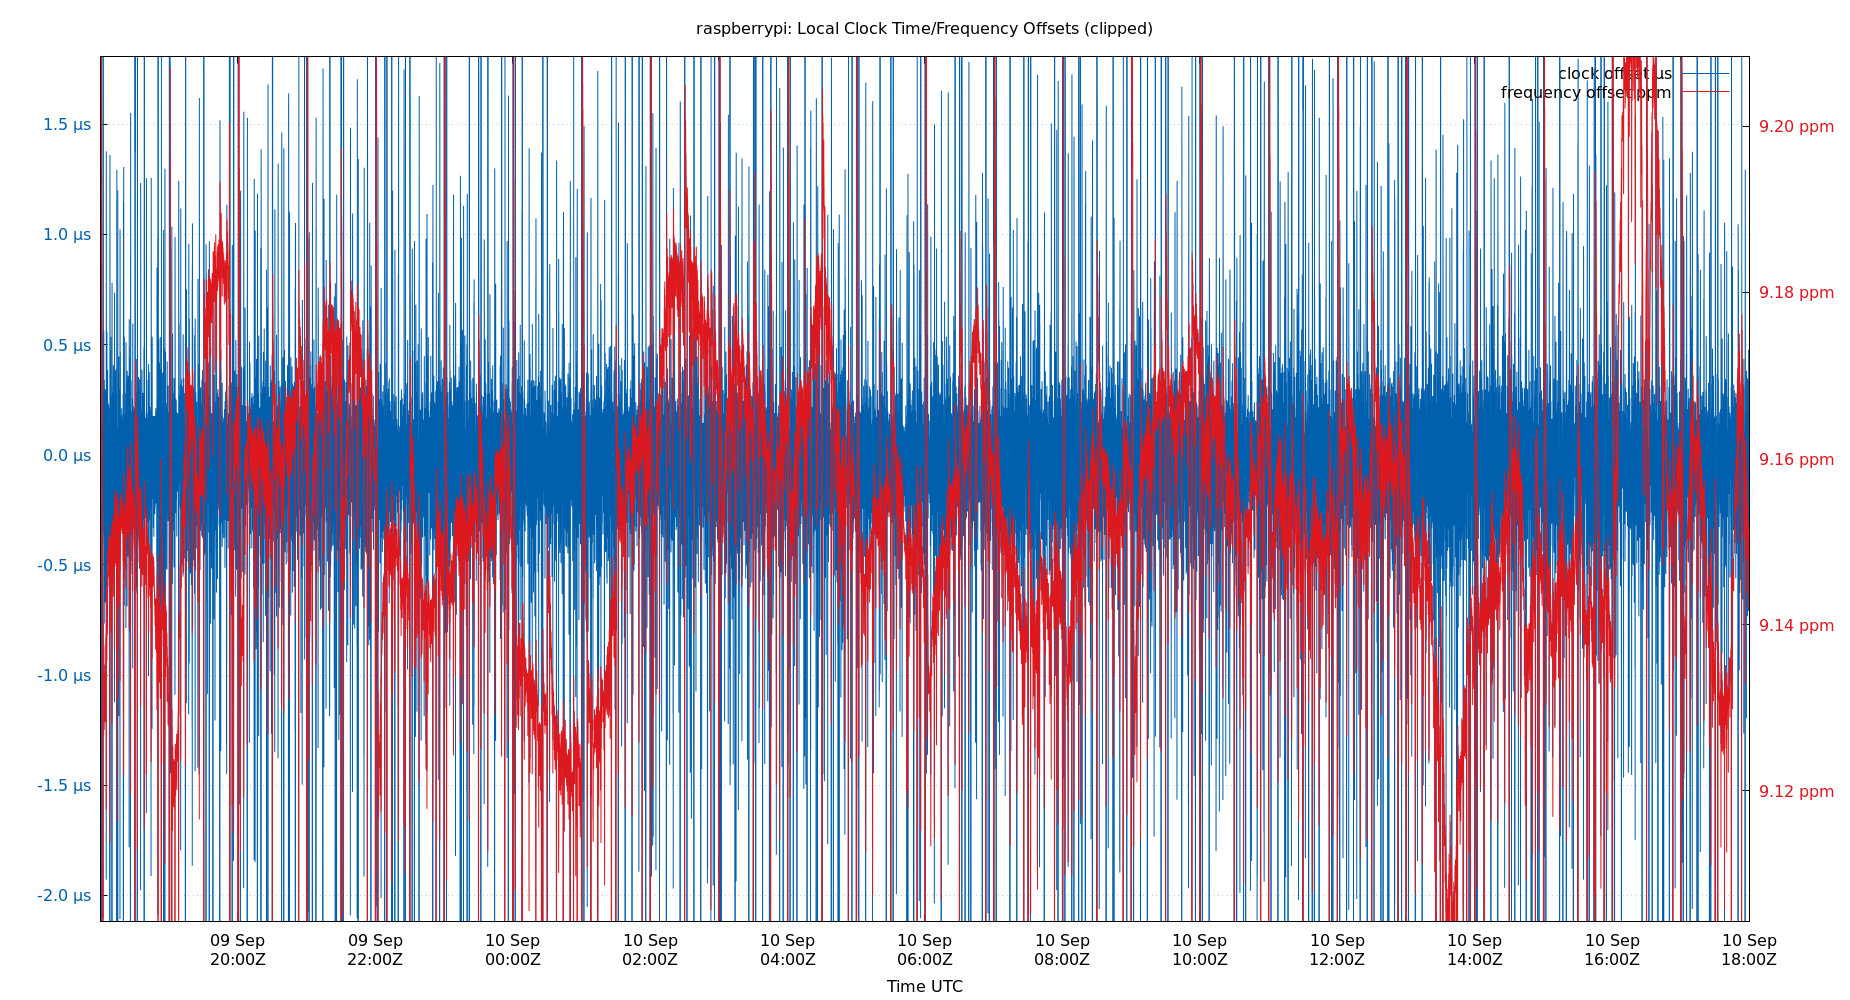 raspberrypi: Local Clock Time/Frequency Offsets (clipped)
clock offset us
frequency offset ppm
1.5 µs
1.0 µs
0.5 µs
0.0 µs
-0.5 µs
-1.0 µs
-1.5 µs
-2.0 µs
9.20 ppm
9.18 ppm
9.16 ppm
9.14 ppm
9.12 ppm
09 Sep
20:00Z
09 Sep
22:00Z
10 Sep
00:00Z
10 Sep
02:00Z
10 Sep
04:00Z
10 Sep
06:00Z
10 Sep
08:00Z
10 Sep
10:00Z
10 Sep
12:00Z
10 Sep
14:00Z
10 Sep
16:00Z
10 Sep
18:00Z
Time UTC